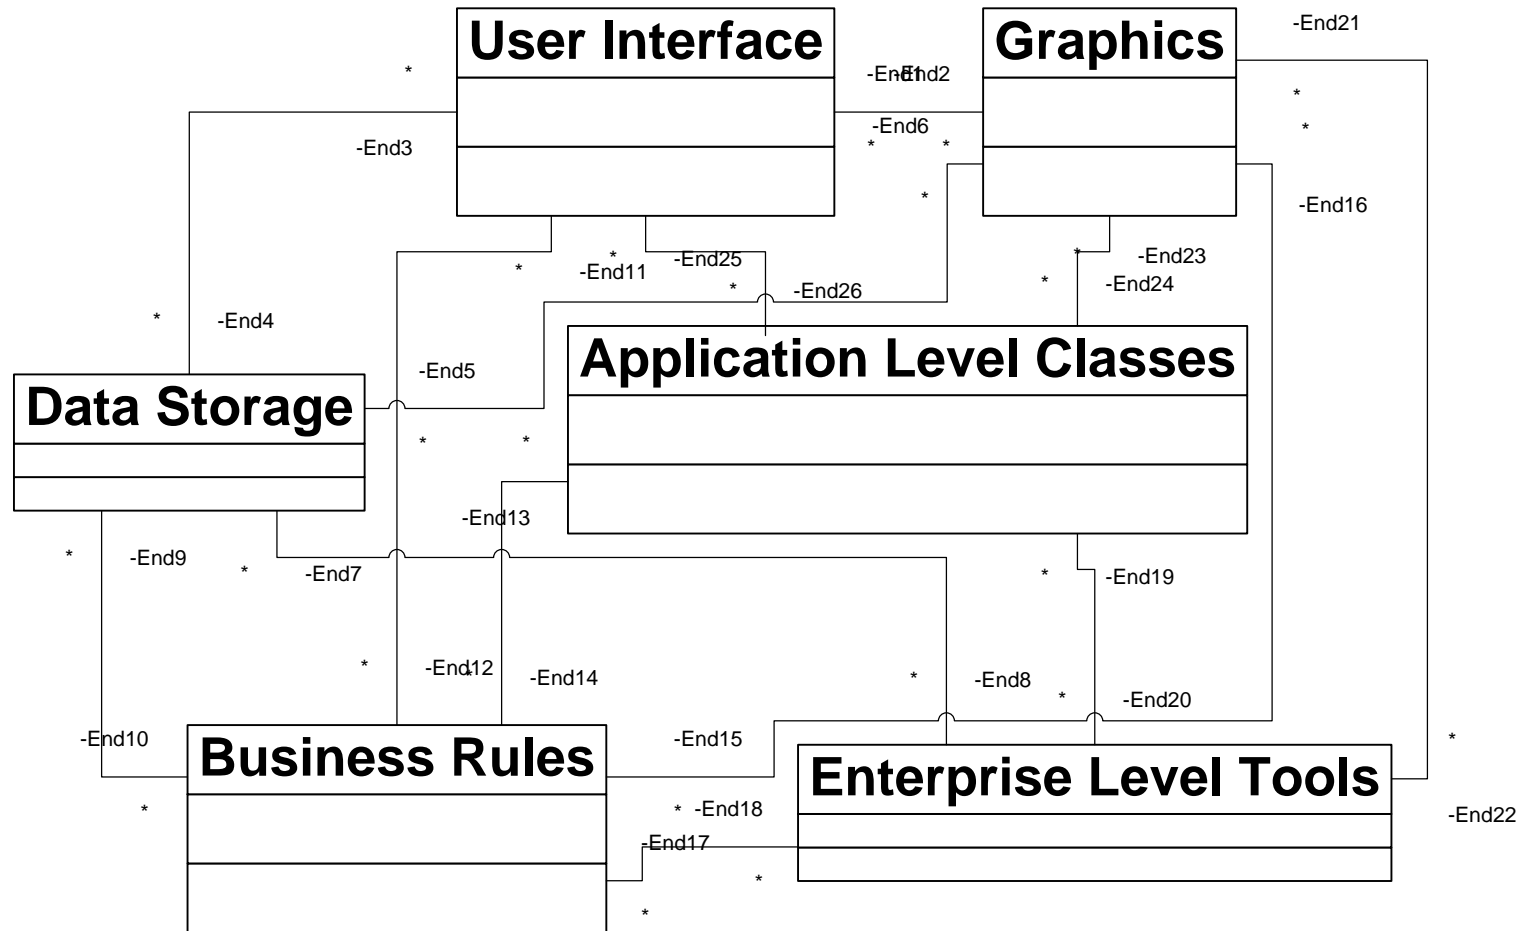 User Interface
Graphics
-End21
*
-End1
-End2
*
-End6
*
-End3
*
*
*
*
-End16
*
-End11
*
-End25
*
-End23
*
-End26
*
-End24
*
-End4
Application Level Classes
-End5
Data Storage
*
*
-End13
*
-End9
*
-End7
*
-End19
*
-End12
*
-End14
*
-End8
*
-End20
-End10
-End15
*
Business Rules
Enterprise Level Tools
*
*
-End18
-End22
-End17
*
*